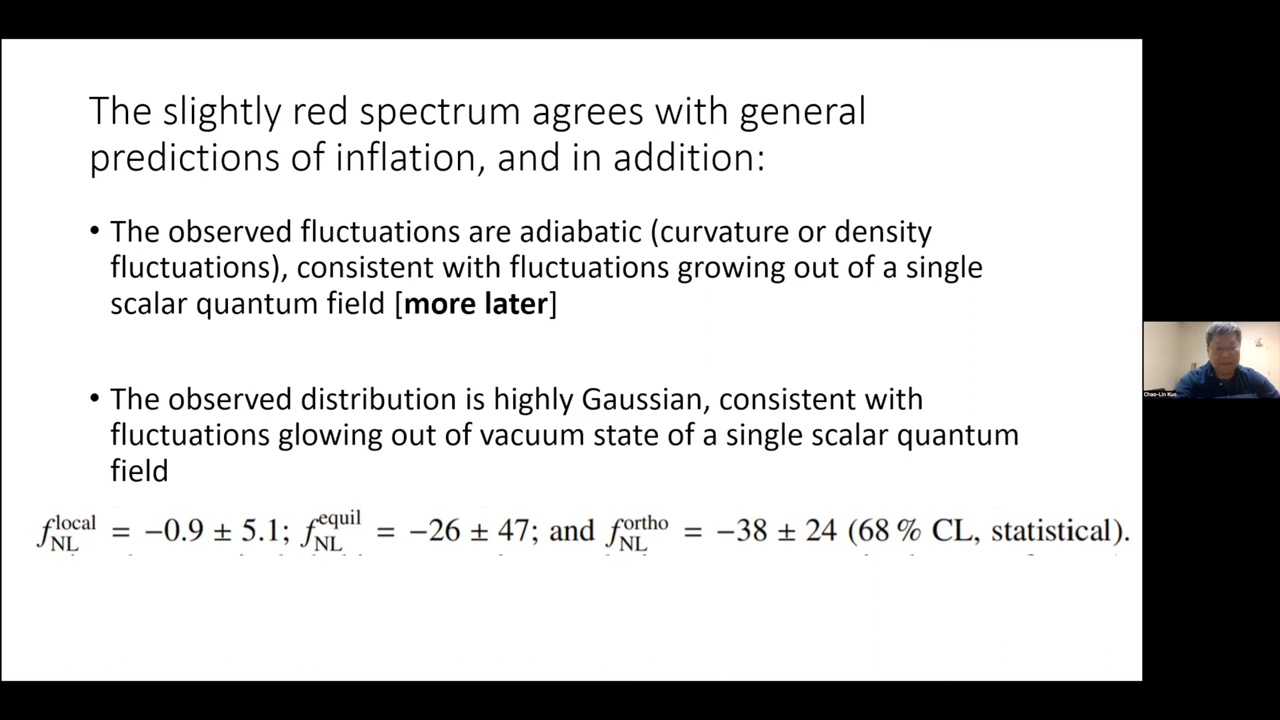 The slightly red spectrum agrees with general
predictions of inflation, and in addition:
• The observed fluctuations are adiabatic (curvature or density
fluctuations), consistent with fluctuations growing out of a single
scalar quantum field [more later]
• The observed distribution is highly Gaussian, consistent with
fluctuations glowing out of vacuum state of a single scalar quantum
field
f_NL^local = −0.9 ± 5.1; f_NL^equil = −26 ± 47; and f_NL^ortho = −38 ± 24 (68 % CL, statistical).
Chao-Lin Kuo